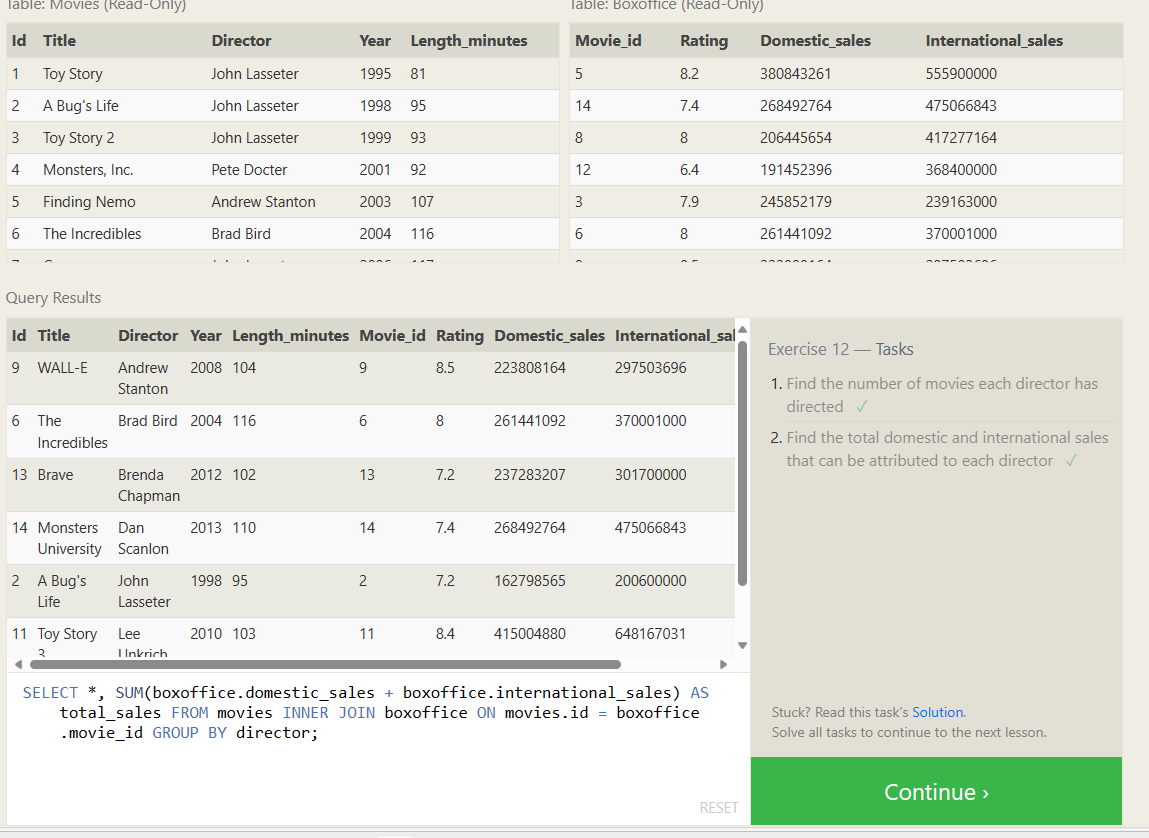 Table: Movies (Read-Only)
Table: Boxoffice (Read-Only)
Id Title Director Year Length_minutes
1 Toy Story John Lasseter 1995 81
2 A Bug's Life John Lasseter 1998 95
3 Toy Story 2 John Lasseter 1999 93
4 Monsters, Inc. Pete Docter 2001 92
5 Finding Nemo Andrew Stanton 2003 107
6 The Incredibles Brad Bird 2004 116
Movie_id Rating Domestic_sales International_sales
5 8.2 380843261 555900000
14 7.4 268492764 475066843
8 8 206445654 417277164
12 6.4 191452396 368400000
3 7.9 245852179 239163000
6 8 261441092 370001000
Query Results
Id Title Director Year Length_minutes Movie_id Rating Domestic_sales International_sal
9 WALL-E Andrew Stanton 2008 104 9 8.5 223808164 297503696
6 The Incredibles Brad Bird 2004 116 6 8 261441092 370001000
13 Brave Brenda Chapman 2012 102 13 7.2 237283207 301700000
14 Monsters University Dan Scanlon 2013 110 14 7.4 268492764 475066843
2 A Bug's Life John Lasseter 1998 95 2 7.2 162798565 200600000
11 Toy Story 3 Lee Unkrich 2010 103 11 8.4 415004880 648167031
SELECT *, SUM(boxoffice.domestic_sales + boxoffice.international_sales) AS
total_sales FROM movies INNER JOIN boxoffice ON movies.id = boxoffice
.movie_id GROUP BY director;
RESET
Exercise 12 — Tasks
1. Find the number of movies each director has
directed ✓
2. Find the total domestic and international sales
that can be attributed to each director ✓
Stuck? Read this task's Solution.
Solve all tasks to continue to the next lesson.
Continue ›